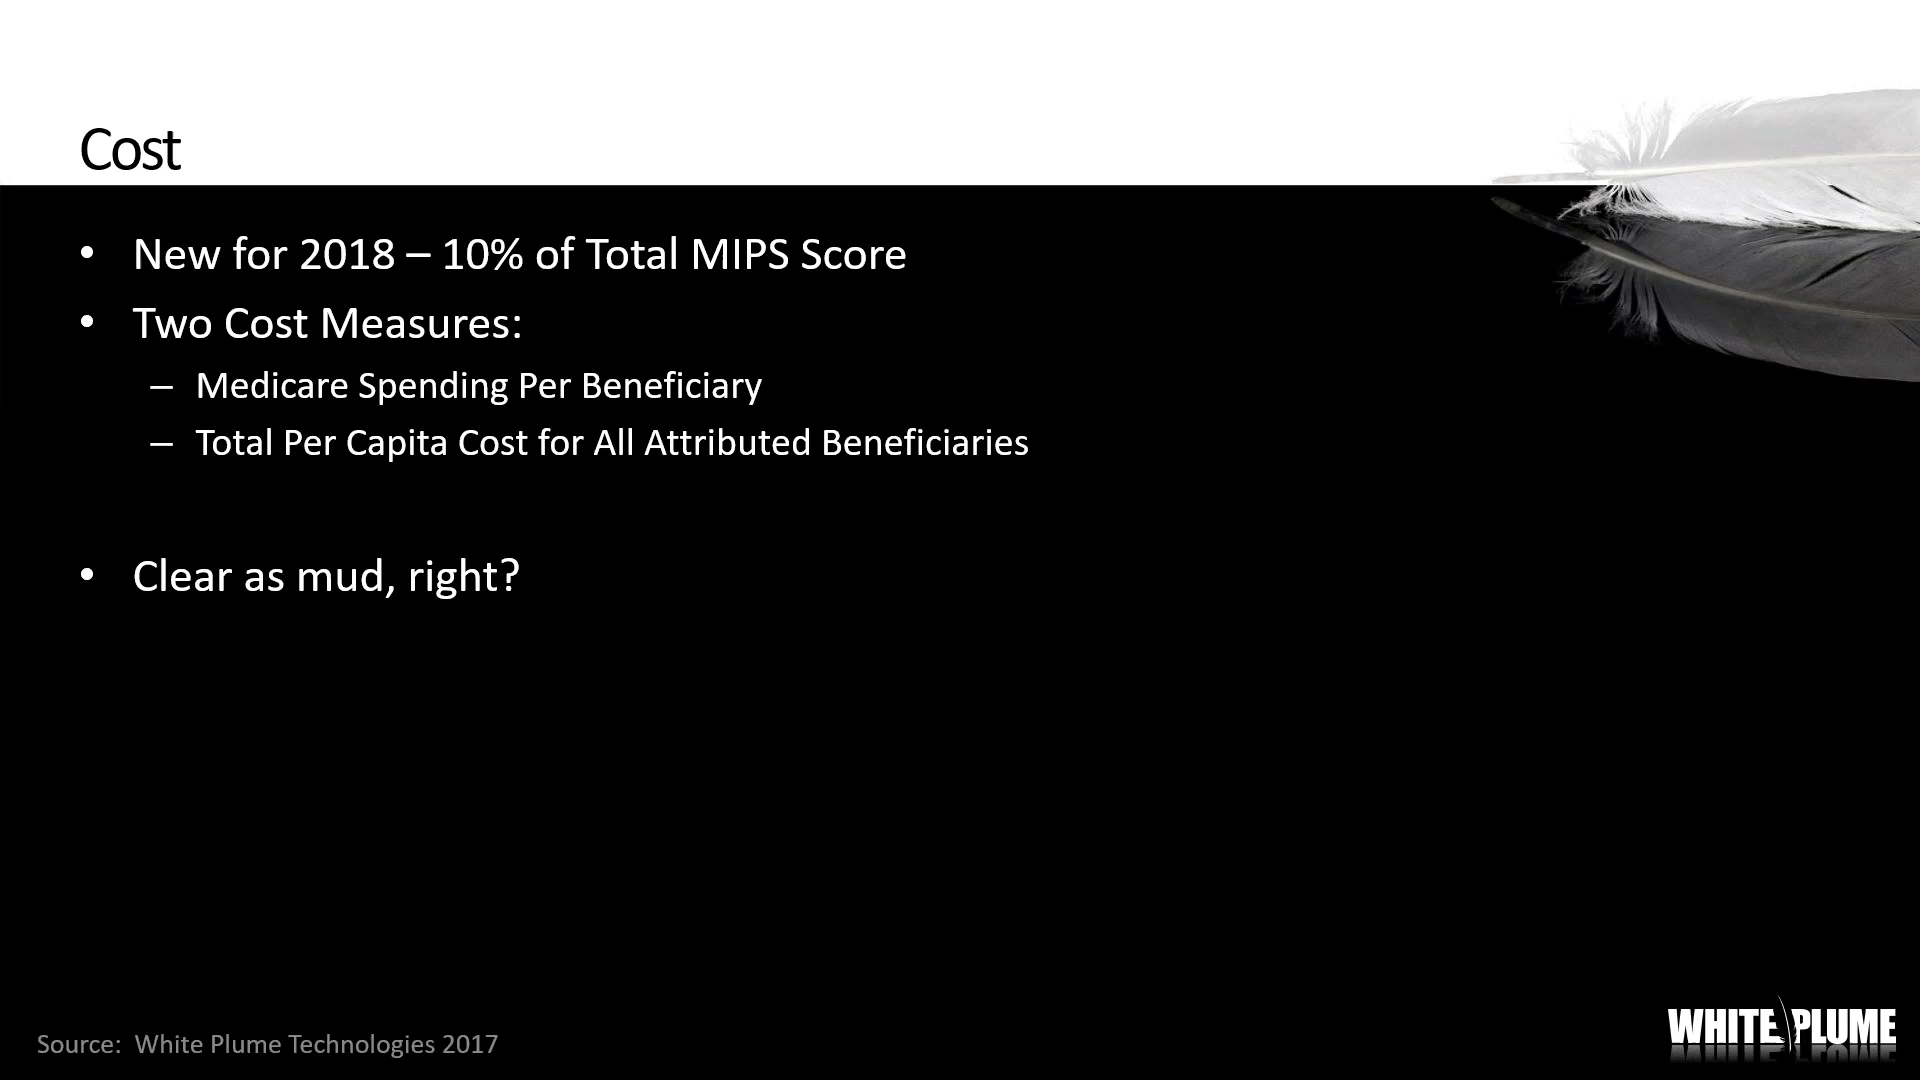 Cost
• New for 2018 – 10% of Total MIPS Score
• Two Cost Measures:
– Medicare Spending Per Beneficiary
– Total Per Capita Cost for All Attributed Beneficiaries
• Clear as mud, right?
Source:  White Plume Technologies 2017
WHITE PLUME